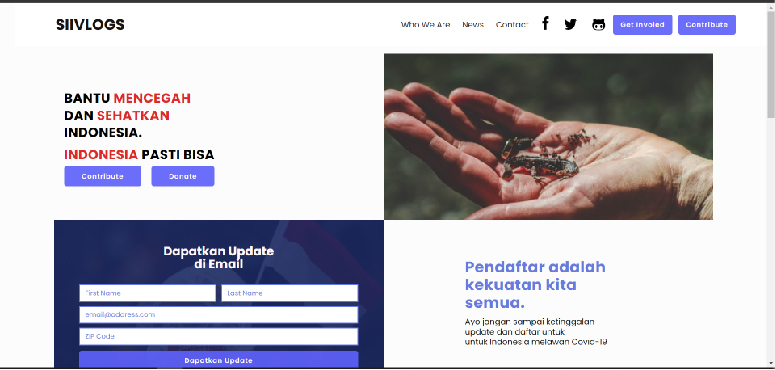 SIIVLOGS
Who We Are News Contact Get Involed Contribute
BANTU MENCEGAH
DAN SEHATKAN
INDONESIA.
INDONESIA PASTI BISA
Contribute Donate
Dapatkan Update
di Email
First Name Last Name
email@address.com
ZIP Code
Dapatkan Update
Pendaftar adalah
kekuatan kita
semua.
Ayo jangan sampai ketinggalan
update dan daftar untuk
untuk Indonesia melawan Covid-19